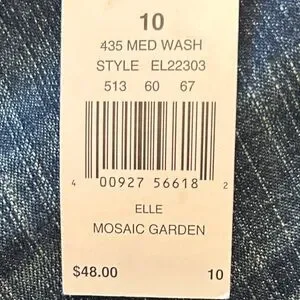 10
435 MED WASH
STYLE EL22303
513 60 67
4 00927 56618 2
ELLE
MOSAIC GARDEN
$48.00 10